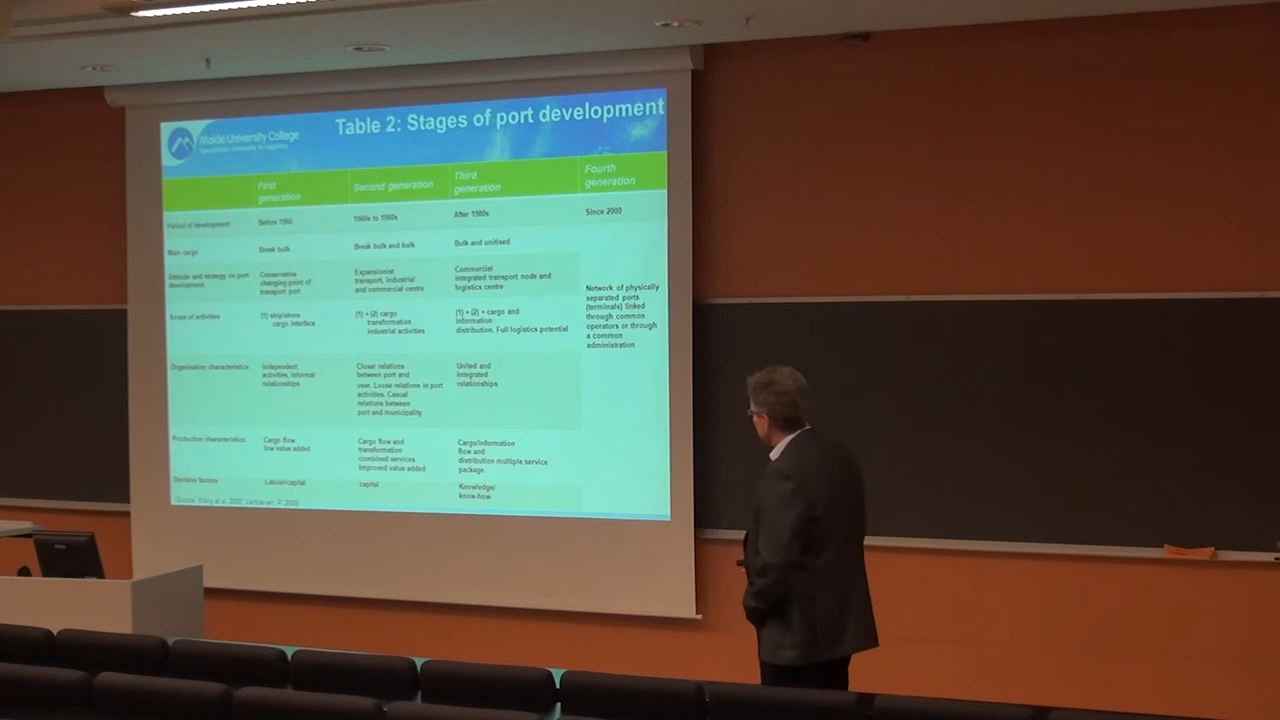 Table 2: Stages of port development
Molde University College
Specialized University in Logistics
First
generation
Second generation
Third
generation
Fourth
generation
Period of development
Before 1960
1960s to 1980s
After 1980s
Since 2000
Main cargo
Break bulk
Break bulk and bulk
Bulk and unitised
Attitude and strategy on port
development
Conservative
changing point of
transport port
Expansionist
transport, industrial
and commercial centre
Commercial
integrated transport node and
logistics centre
Network of physically
separated ports
(terminals) linked
through common
operators or through
a common
administration
Scope of activities
(1) ship/shore
cargo interface
(1) + (2) cargo
transformation
industrial activities
(1) + (2) + cargo and
information
distribution. Full logistics potential
Organisation characteristics
Independent
activities, informal
relationships
Closer relations
between port and
user. Loose relations in port
activities. Casual
relations between
port and municipality
United and
integrated
relationships
Production characteristics
Cargo flow
low value added
Cargo flow and
transformation
combined services
improved value added
Cargo/information
flow and
distribution multiple service
package.
Decisive factors
Labour/capital
capital
Knowledge/
know-how